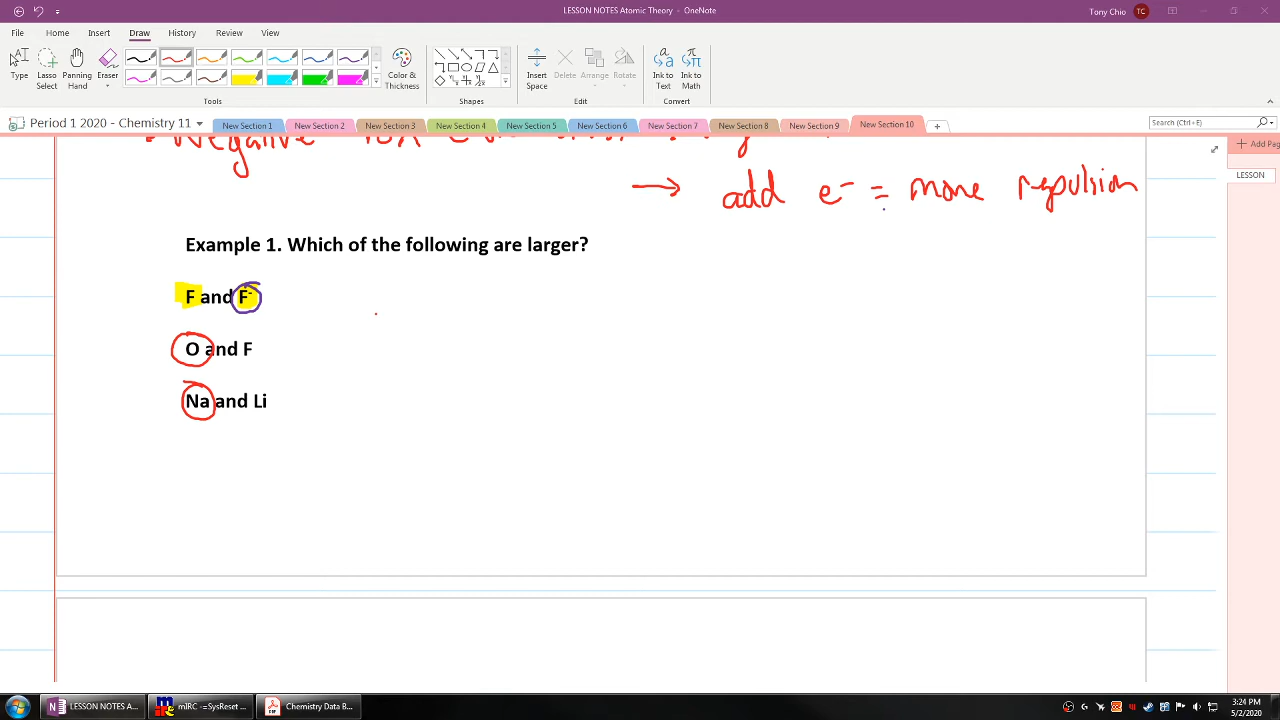 LESSON NOTES Atomic Theory - OneNote
Tony Chio TC
File Home Insert Draw History Review View
Type Lasso Select Panning Hand Eraser Color & Thickness Insert Space Delete Arrange Rotate Ink to Text Ink to Math
Tools Shapes Edit Convert
Period 1 2020 - Chemistry 11 New Section 1 New Section 2 New Section 3 New Section 4 New Section 5 New Section 6 New Section 7 New Section 8 New Section 9 New Section 10 Search (Ctrl+E)
Add Pag
LESSON
Negative
→ add e⁻ = more repulsion
Example 1. Which of the following are larger?
F and F⁻
O and F
Na and Li
LESSON NOTES Atomic T... mIRC -=SysReset ... Chemistry Data B...
3:24 PM
5/2/2020